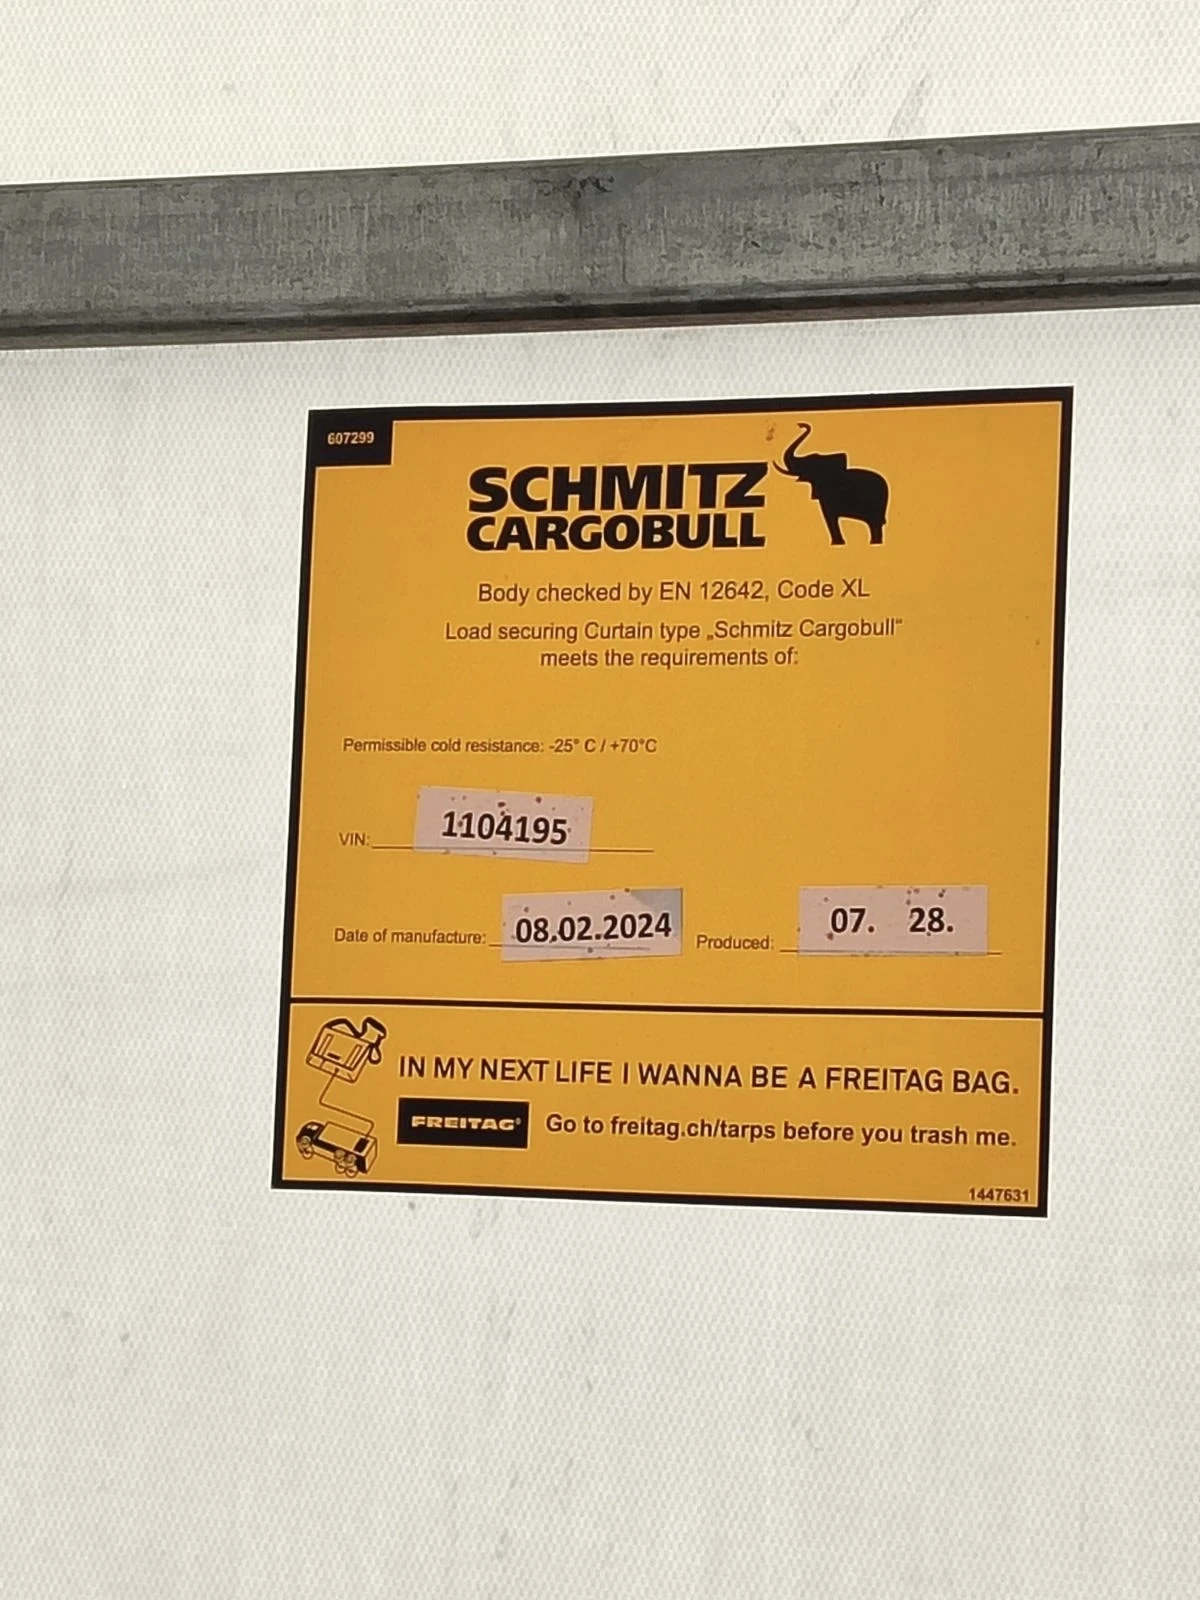 607299
SCHMITZ
CARGOBULL
Body checked by EN 12642, Code XL
Load securing Curtain type „Schmitz Cargobull“
meets the requirements of:
Permissible cold resistance: -25° C / +70°C
VIN: 1104195
Date of manufacture: 08.02.2024 Produced: 07. 28.
IN MY NEXT LIFE I WANNA BE A FREITAG BAG.
FREITAG® Go to freitag.ch/tarps before you trash me.
1447631